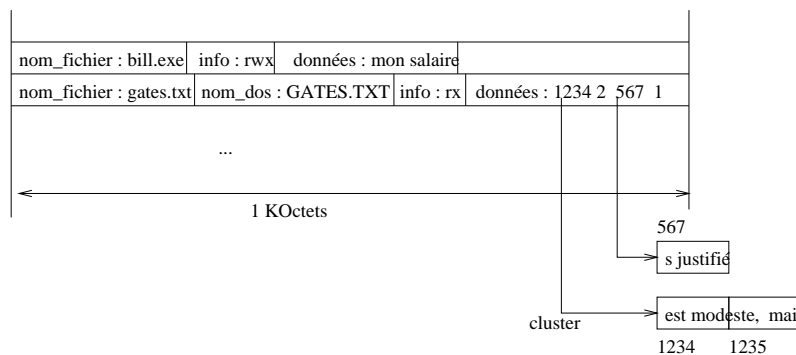 nom_fichier : bill.exe info : rwx données : mon salaire
nom_fichier : gates.txt nom_dos : GATES.TXT info : rx données : 1234 2 567 1
...
1 KOctets
567
s justifié
est modeste, mai
cluster
1234 1235